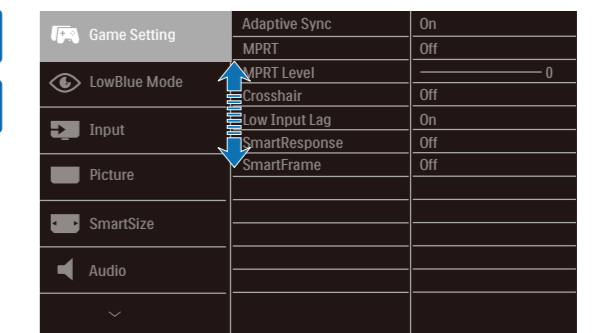 Game Setting
LowBlue Mode
Input
Picture
SmartSize
Audio
Adaptive Sync On
MPRT Off
MPRT Level 0
Crosshair Off
Low Input Lag On
SmartResponse Off
SmartFrame Off